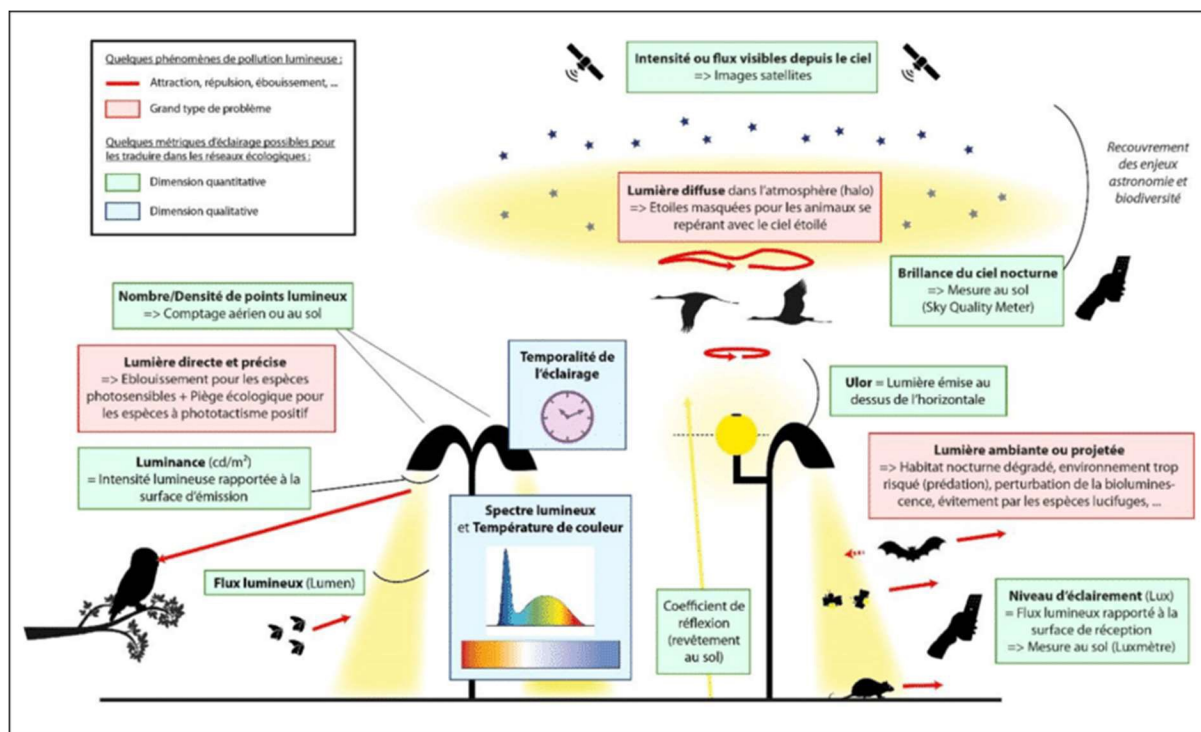 Quelques phénomènes de pollution lumineuse :
Attraction, répulsion, ébouissement, ...
Grand type de problème
Quelques métriques d'éclairage possibles pour
les traduire dans les réseaux écologiques :
Dimension quantitative
Dimension qualitative
Intensité ou flux visibles depuis le ciel
=> Images satellites
Recouvrement
des enjeux
astronomie et
biodiversité
Lumière diffuse dans l'atmosphère (halo)
=> Etoiles masquées pour les animaux se
repérant avec le ciel étoilé
Brillance du ciel nocturne
=> Mesure au sol
(Sky Quality Meter)
Nombre/Densité de points lumineux
=> Comptage aérien ou au sol
Lumière directe et précise
=> Eblouissement pour les espèces
photosensibles + Piège écologique pour
les espèces à phototactisme positif
Temporalité de
l'éclairage
Ulor = Lumière émise au
dessus de l'horizontale
Luminance (cd/m²)
= Intensité lumineuse rapportée à la
surface d'émission
Lumière ambiante ou projetée
=> Habitat nocturne dégradé, environnement trop
risqué (prédation), perturbation de la biolumines-
cence, évitement par les espèces lucifuges, ...
Spectre lumineux
et Température de couleur
Flux lumineux (Lumen)
Coefficient de
réflexion
(revêtement
au sol)
Niveau d'éclairement (Lux)
= Flux lumineux rapporté à la
surface de réception
=> Mesure au sol (Luxmètre)